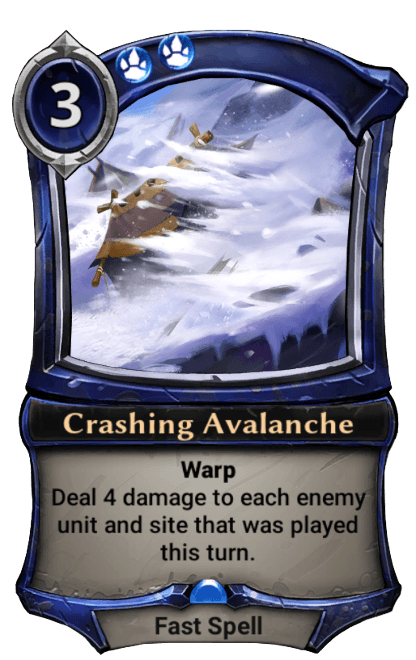 3
Crashing Avalanche
Warp
Deal 4 damage to each enemy
unit and site that was played
this turn.
Fast Spell